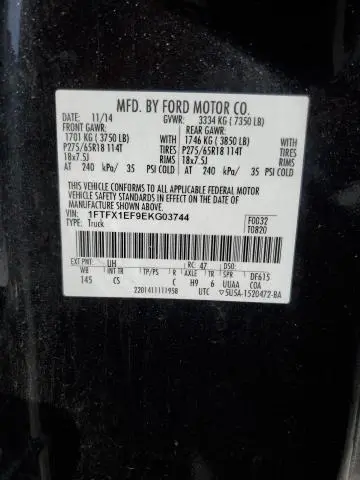 MFD. BY FORD MOTOR CO.
11/14 GVWR: 3334 KG (7350 LB)
FRONT GAWR: REAR GAWR:
1701 KG (3750 LB) WITH 1746 KG (3850 LB) WITH
P275/65R18 114T TIRES P275/65R18 114T TIRES
18x7.5J RIMS 18x7.5J RIMS
AT 240 kPa/ 35 PSI COLD AT 240 kPa/ 35 PSI COLD
THIS VEHICLE CONFORMS TO ALL APPLICABLE FEDERAL MOTOR
VEHICLE SAFETY STANDARDS IN EFFECT ON THE DATE OF
MANUFACTURE SHOWN ABOVE.
VIN: 1FTFX1EF9EKG03744 F0032
TYPE: Truck T0820
EXT PNT: UH RC: 47 DSO:
WB INT TR TP/PS R AXLE TR SPR DF615
145 CS C H9 6 UUAA COA
2201411111958 UTC 5USA-1520472-BA